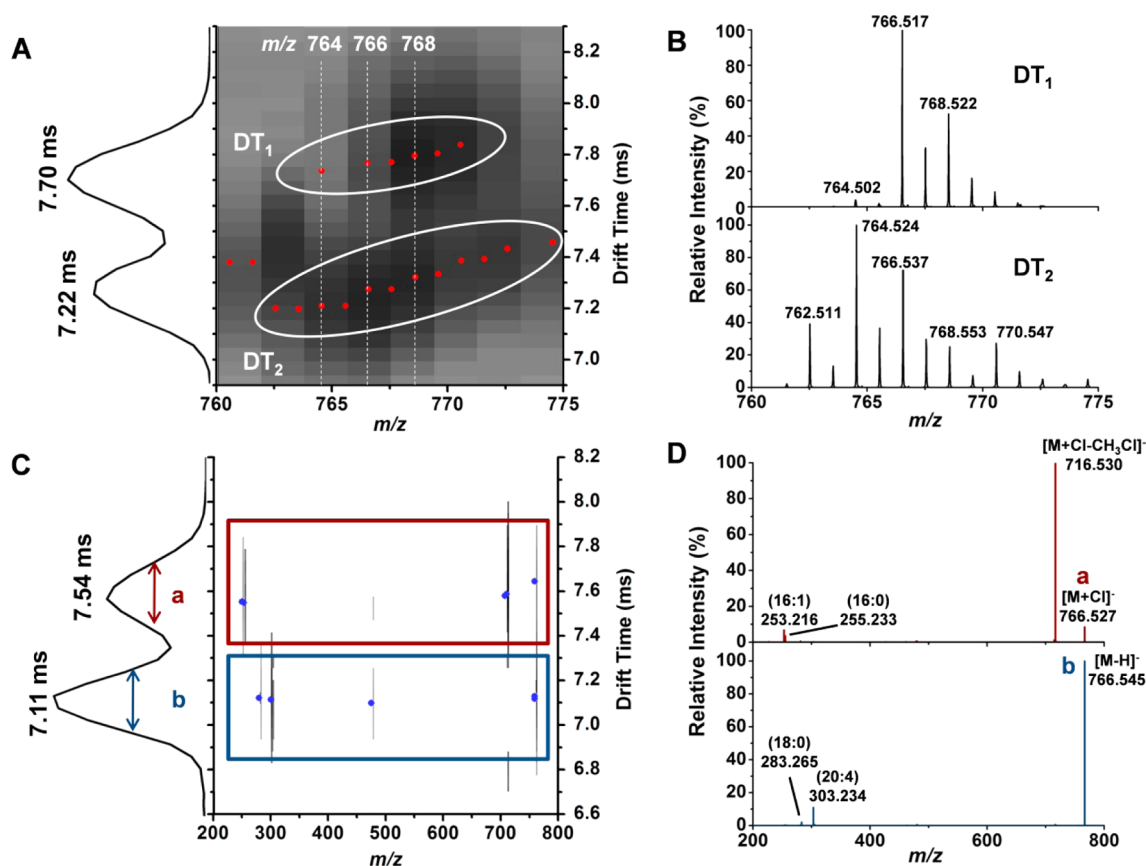 A
m/z 764 766 768
DT1
DT2
7.70 ms
7.22 ms
8.2
8.0
7.8
7.6
7.4
7.2
7.0
Drift Time (ms)
760 765 770 775
m/z
B
Relative Intensity (%)
100
80
60
40
20
0
766.517
DT1
768.522
764.502
100
80
60
40
20
0
764.524
DT2
766.537
762.511
768.553
770.547
760 765 770 775
m/z
C
7.54 ms
a
7.11 ms
b
8.2
8.0
7.8
7.6
7.4
7.2
7.0
6.8
6.6
Drift Time (ms)
200 300 400 500 600 700 800
m/z
D
Relative Intensity (%)
100
80
60
40
20
0
[M+Cl-CH3Cl]-
716.530
a
[M+Cl]-
766.527
(16:1)
253.216
(16:0)
255.233
100
80
60
40
20
0
b
[M-H]-
766.545
(18:0)
283.265
(20:4)
303.234
200 400 600 800
m/z